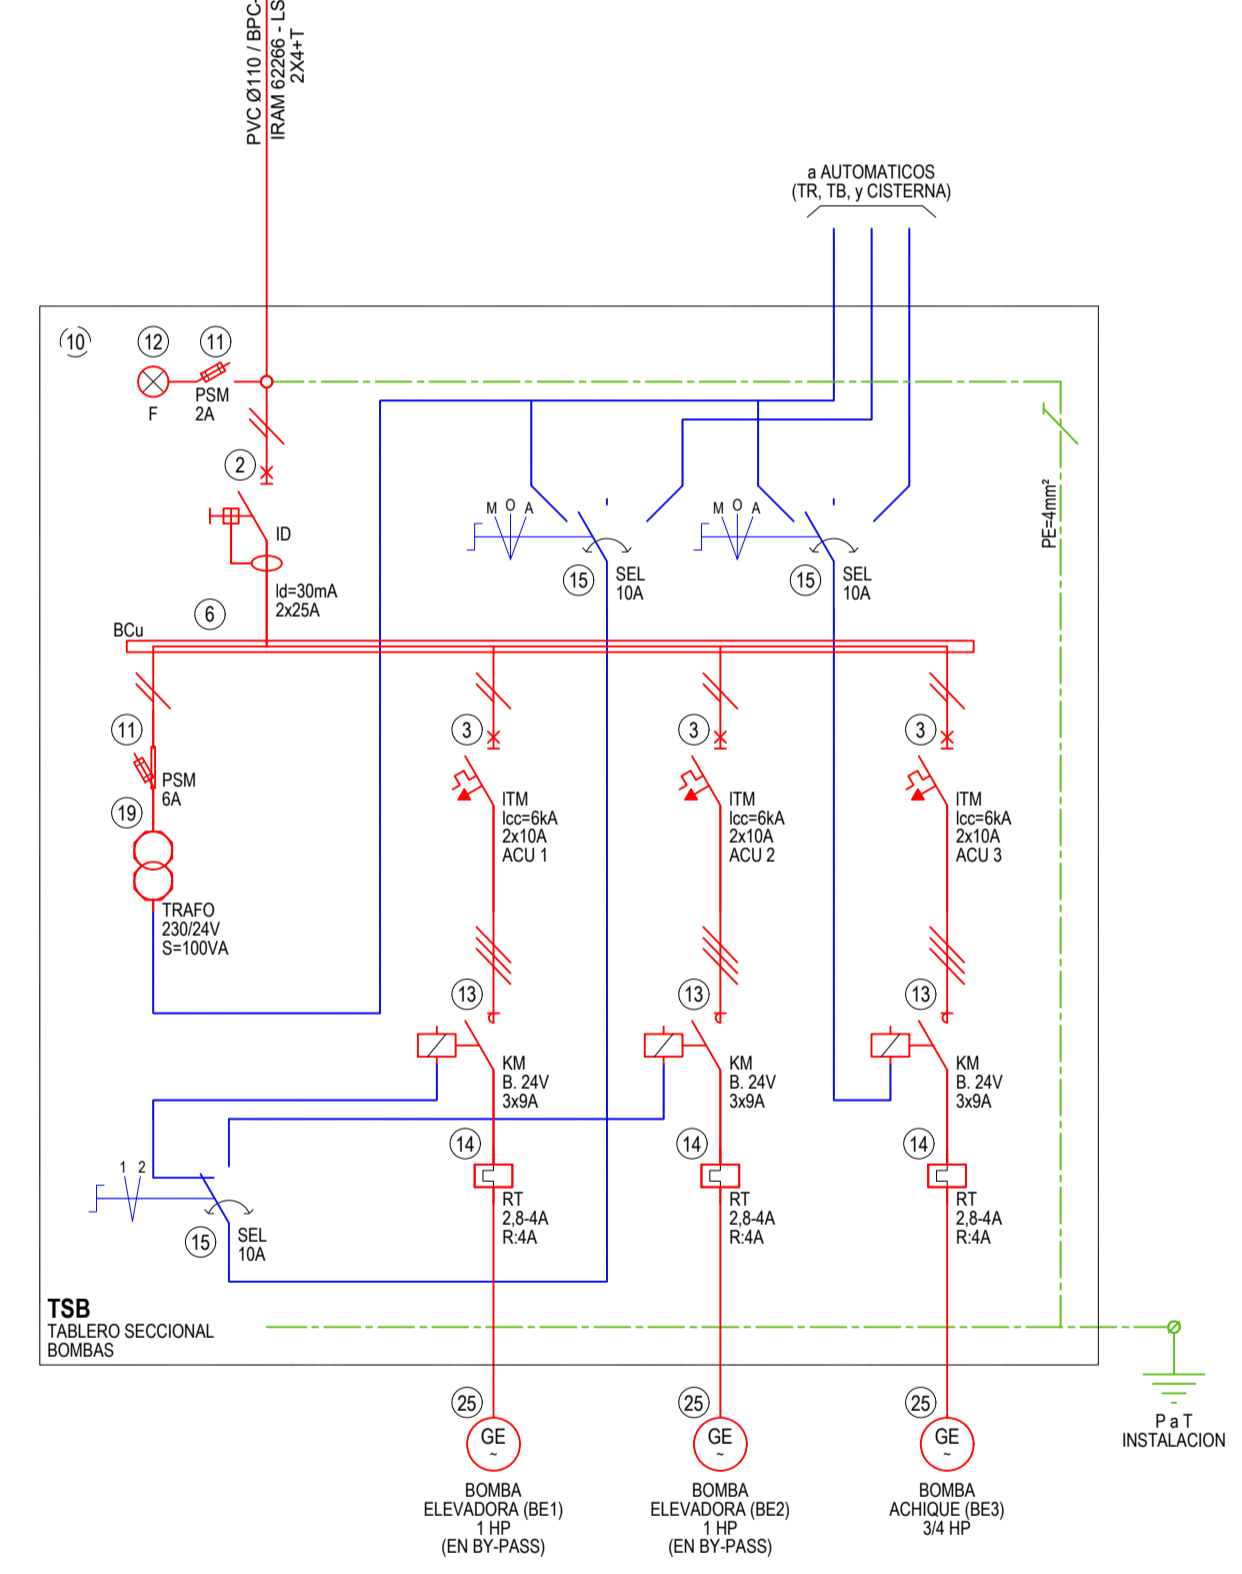 PVC Ø110 / BPC-
IRAM 62266 - LS
2X4+T
a AUTOMATICOS
(TR, TB, y CISTERNA)
10
12
11
F
PSM
2A
2
ID
Id=30mA
2x25A
6
BCu
M O A
15
SEL
10A
M O A
15
SEL
10A
PE=4mm²
11
PSM
6A
19
TRAFO
230/24V
S=100VA
3
ITM
Icc=6kA
2x10A
ACU 1
3
ITM
Icc=6kA
2x10A
ACU 2
3
ITM
Icc=6kA
2x10A
ACU 3
13
KM
B. 24V
3x9A
13
KM
B. 24V
3x9A
13
KM
B. 24V
3x9A
14
RT
2,8-4A
R:4A
14
RT
2,8-4A
R:4A
14
RT
2,8-4A
R:4A
1 2
15
SEL
10A
TSB
TABLERO SECCIONAL
BOMBAS
25
GE
~
BOMBA
ELEVADORA (BE1)
1 HP
(EN BY-PASS)
25
GE
~
BOMBA
ELEVADORA (BE2)
1 HP
(EN BY-PASS)
25
GE
~
BOMBA
ACHIQUE (BE3)
3/4 HP
P a T
INSTALACION